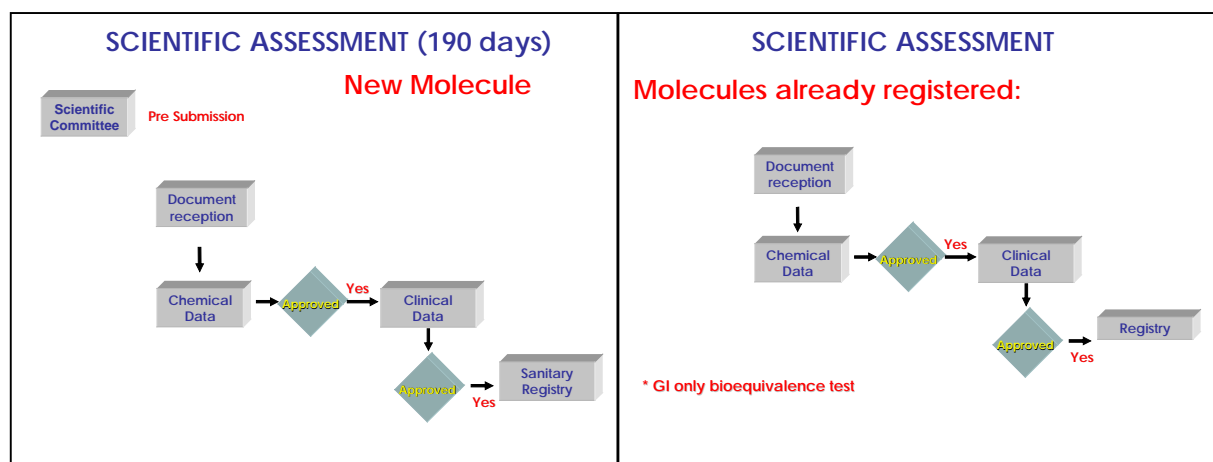 SCIENTIFIC ASSESSMENT (190 days)
New Molecule
Scientific
Committee
Pre Submission
Document
reception
Chemical
Data
Approved
Yes
Clinical
Data
Approved
Yes
Sanitary
Registry
SCIENTIFIC ASSESSMENT
Molecules already registered:
Document
reception
Chemical
Data
Approved
Yes
Clinical
Data
Approved
Yes
Registry
* GI only bioequivalence test